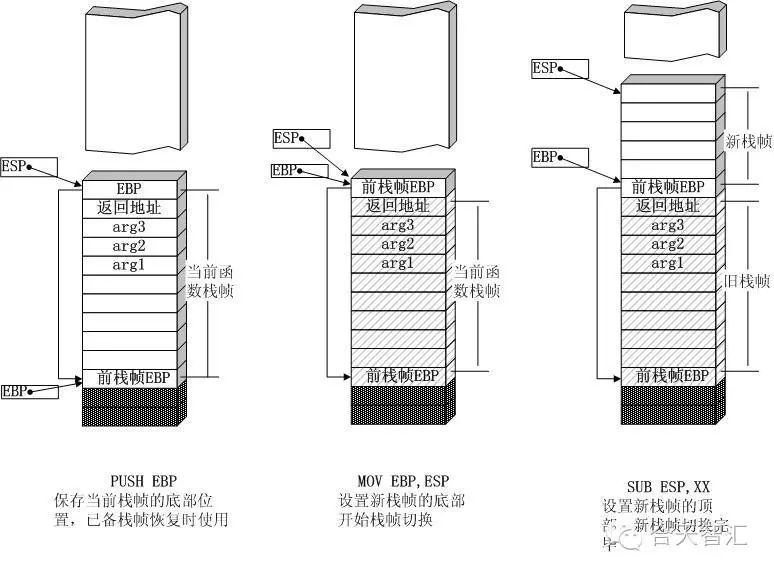 ESP
EBP
返回地址
arg3
arg2
arg1
当前函
数栈帧
前栈帧EBP
EBP
PUSH EBP
保存当前栈帧的底部位
置，已备栈帧恢复时使用
ESP
EBP
前栈帧EBP
返回地址
arg3
arg2
arg1
当前函
数栈帧
前栈帧EBP
MOV EBP,ESP
设置新栈帧的底部
开始栈帧切换
ESP
新栈帧
EBP
前栈帧EBP
返回地址
arg3
arg2
arg1
旧栈帧
前栈帧EBP
SUB ESP,XX
设置新栈帧的顶
部，新栈帧切换完
毕
合天智汇